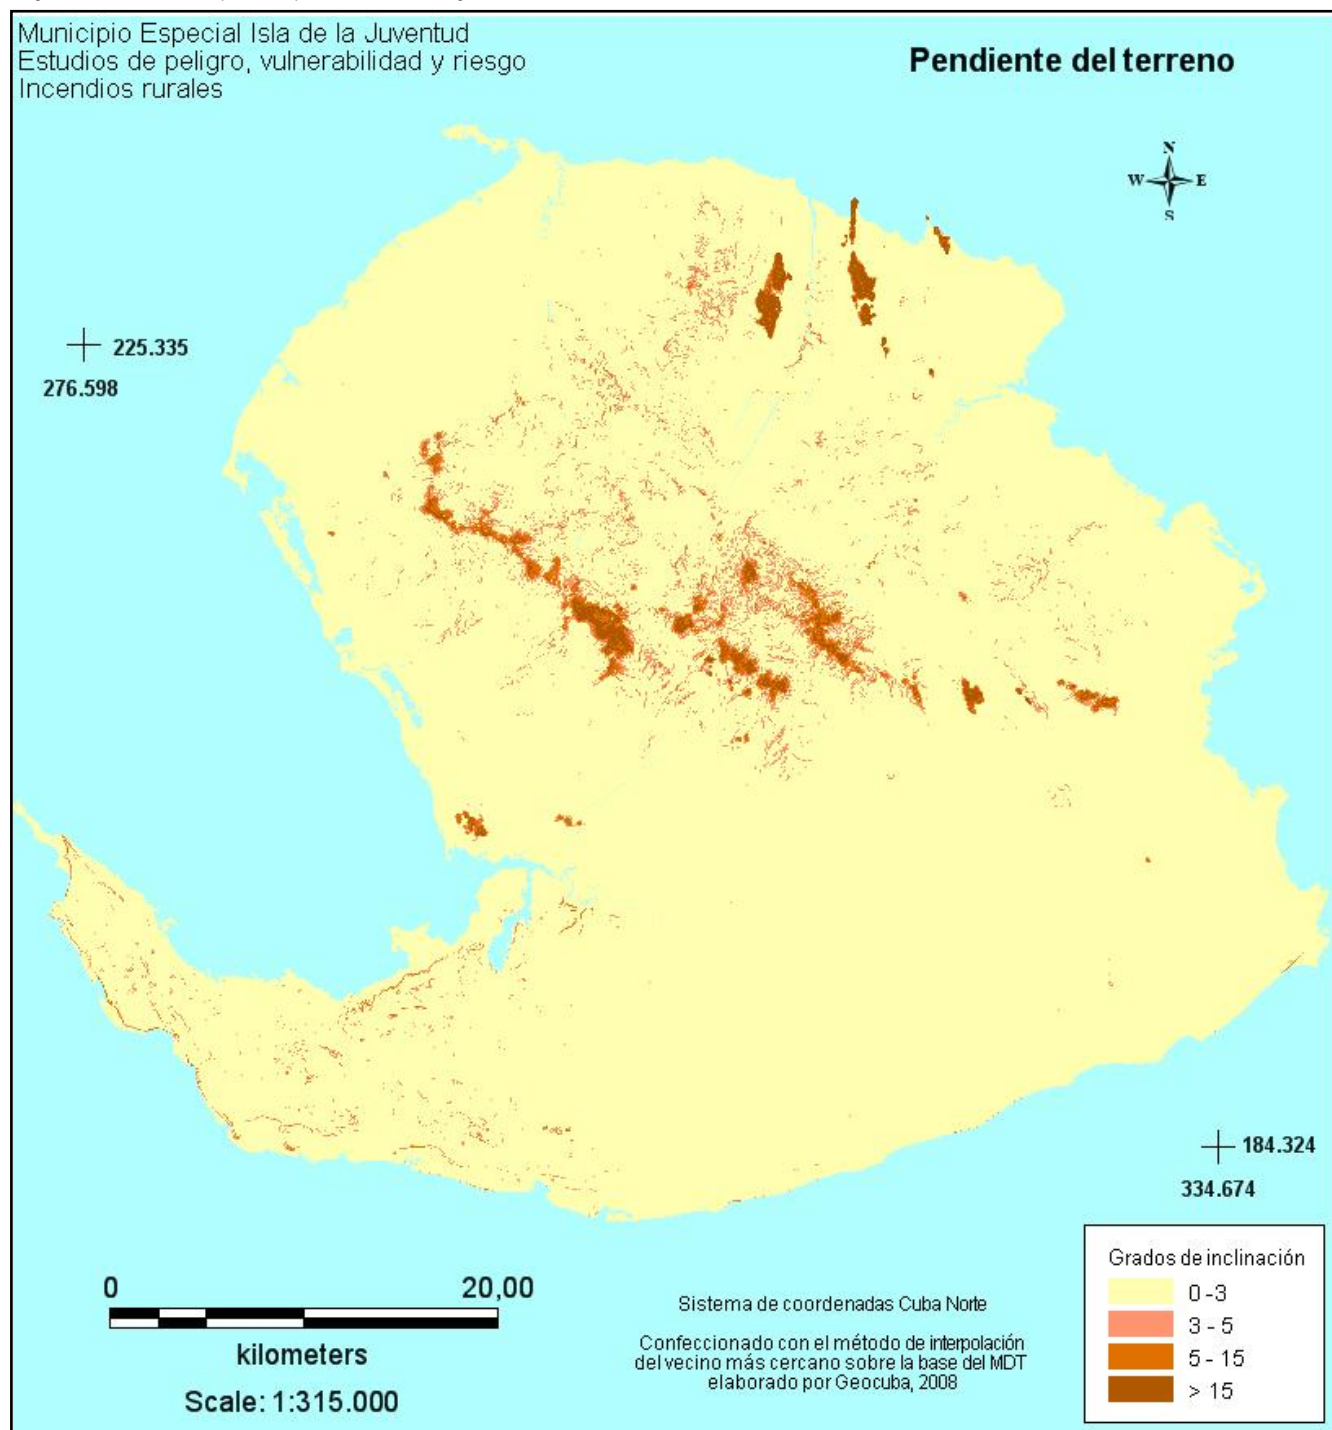 Municipio Especial Isla de la Juventud
Estudios de peligro, vulnerabilidad y riesgo
Incendios rurales
Pendiente del terreno
N
W E
S
225.335
276.598
184.324
334.674
0 20,00
kilometers
Scale: 1:315.000
Sistema de coordenadas Cuba Norte
Confeccionado con el método de interpolación
del vecino más cercano sobre la base del MDT
elaborado por Geocuba, 2008
Grados de inclinación
0 -3
3 - 5
5 - 15
> 15